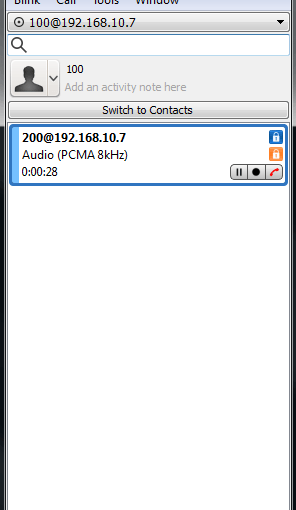 Blink Call Tools Window
100@192.168.10.7
100
Add an activity note here
Switch to Contacts
200@192.168.10.7
Audio (PCMA 8kHz)
0:00:28